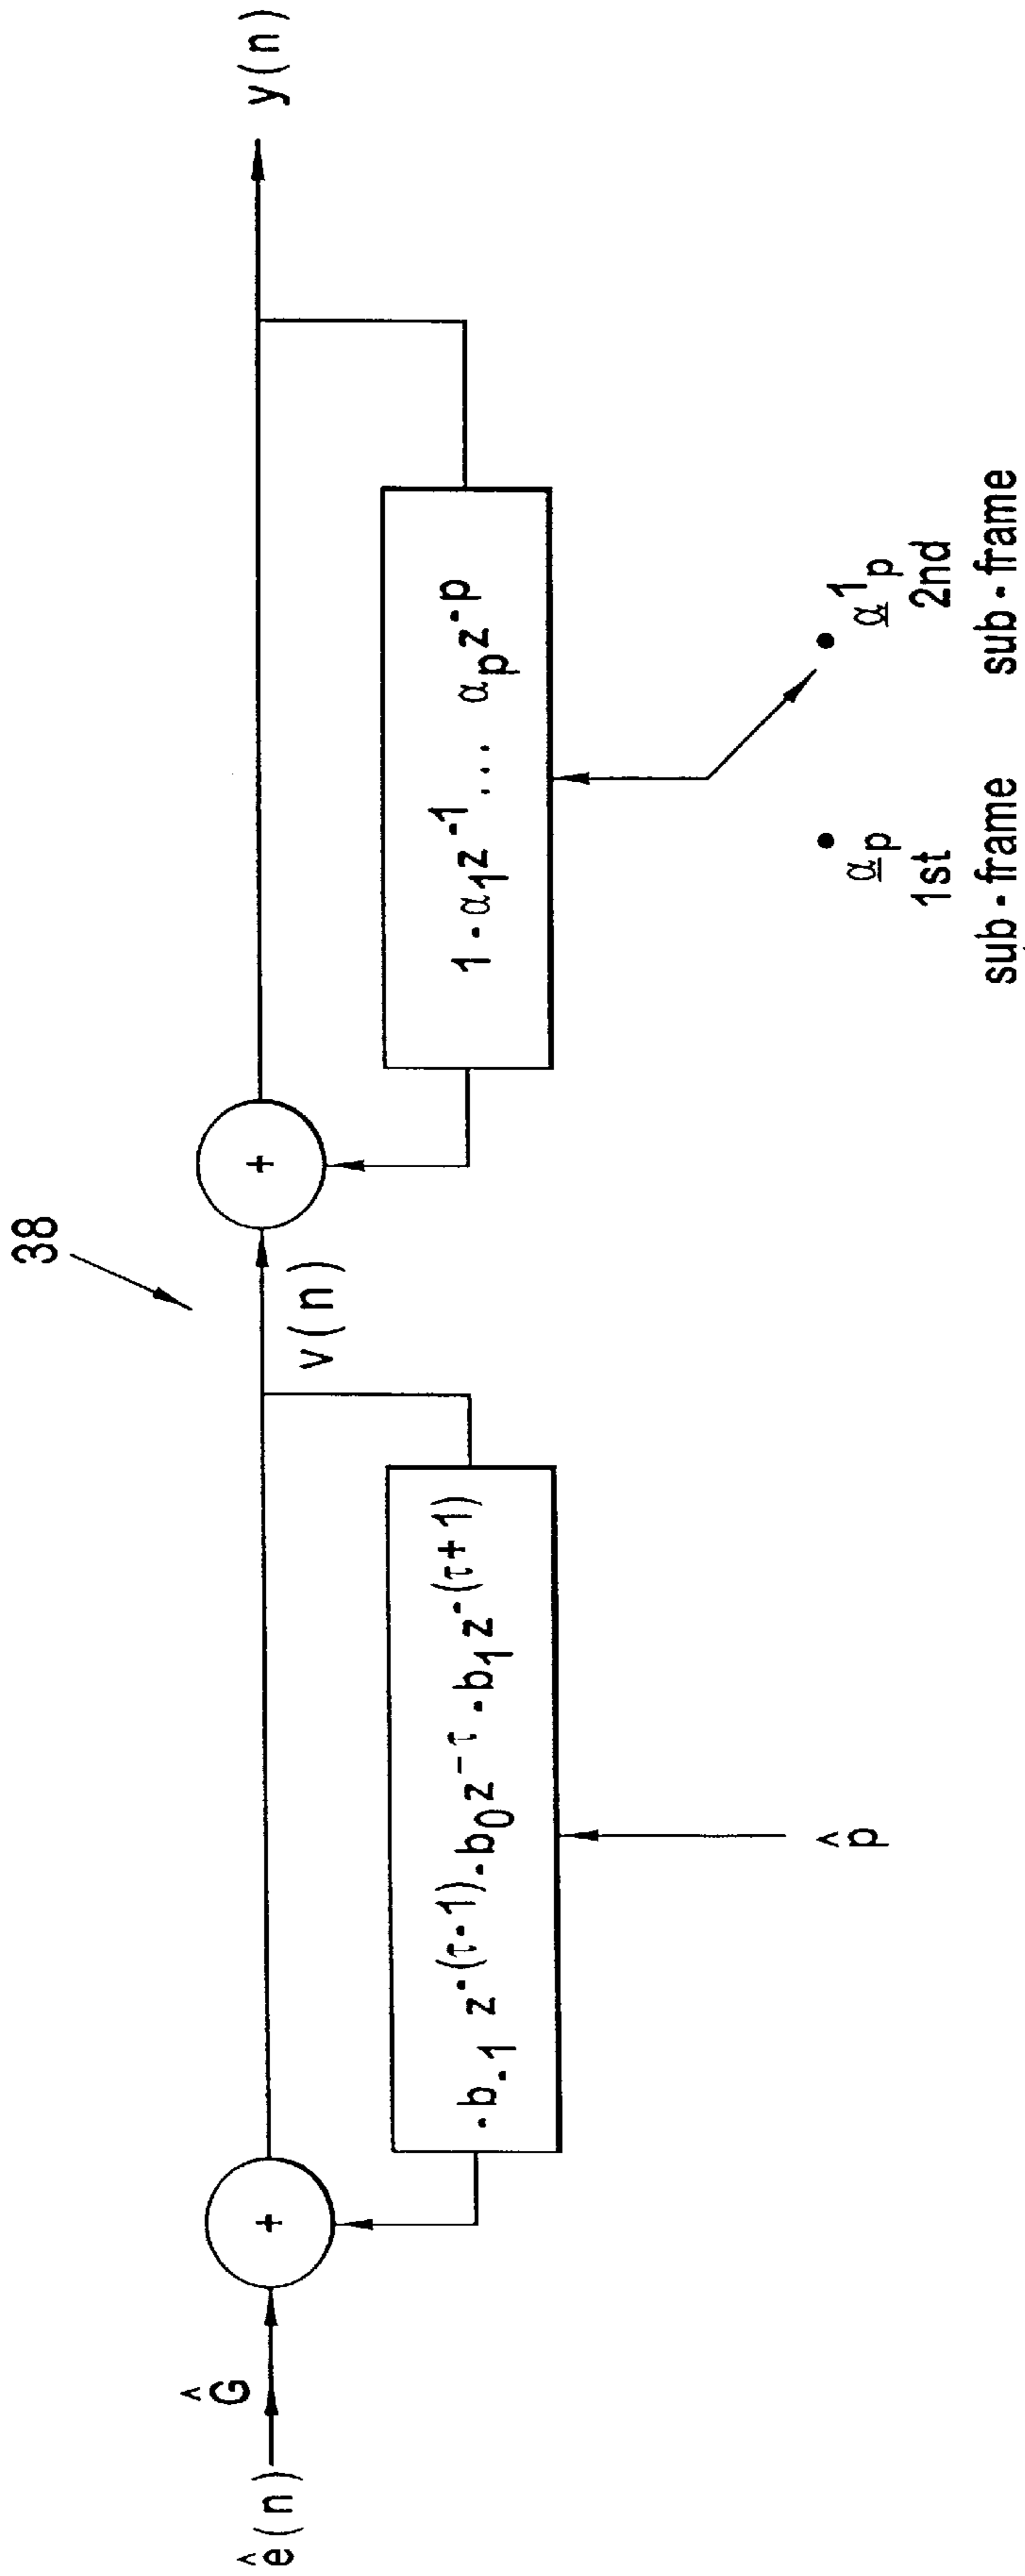 38
ê(n)
Ĝ
+
v(n)
+
y(n)
-b-1 z-(τ-1)-b0z-τ-b1z-(τ+1)
1-α1z-1... αpz-p
p̂
αp
1st
sub-frame
α1p
2nd
sub-frame